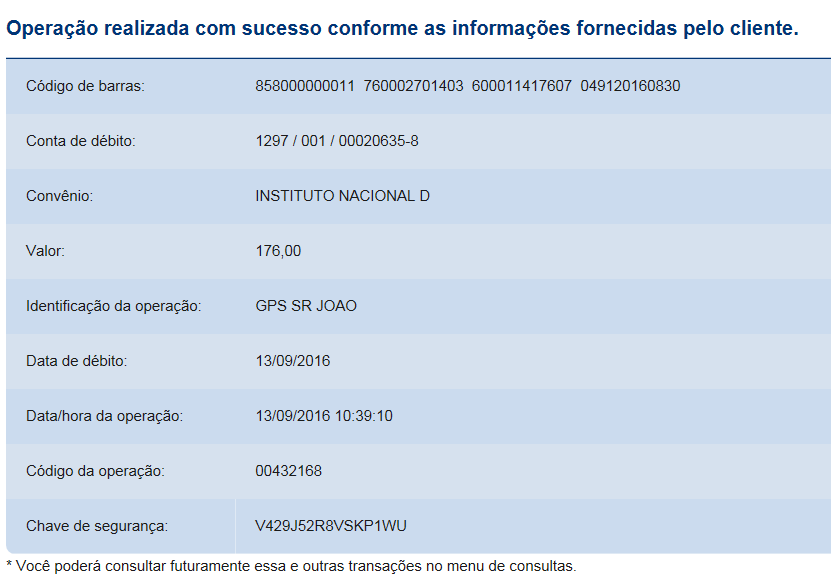 Operação realizada com sucesso conforme as informações fornecidas pelo cliente.
Código de barras: 858000000011 760002701403 600011417607 049120160830
Conta de débito: 1297 / 001 / 00020635-8
Convênio: INSTITUTO NACIONAL D
Valor: 176,00
Identificação da operação: GPS SR JOAO
Data de débito: 13/09/2016
Data/hora da operação: 13/09/2016 10:39:10
Código da operação: 00432168
Chave de segurança: V429J52R8VSKP1WU
* Você poderá consultar futuramente essa e outras transações no menu de consultas.